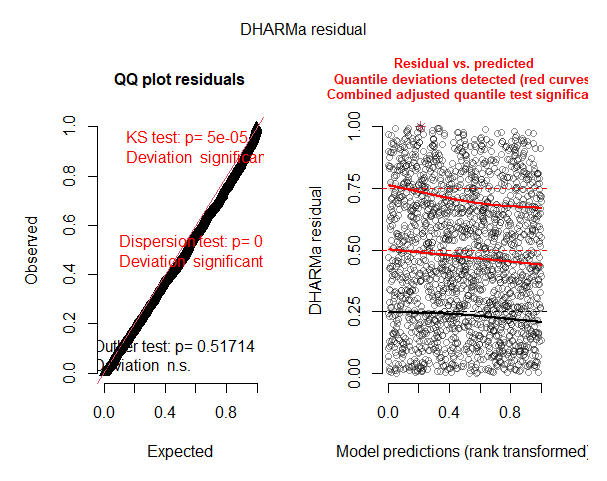 DHARMa residual
QQ plot residuals
KS test: p= 5e-05
Deviation significan
Dispersion test: p= 0
Deviation significant
Outlier test: p= 0.51714
Deviation n.s.
Observed
0.0 0.2 0.4 0.6 0.8 1.0
0.0 0.4 0.8
Expected
Residual vs. predicted
Quantile deviations detected (red curves
Combined adjusted quantile test significa
DHARMa residual
0.00 0.25 0.50 0.75 1.00
0.0 0.4 0.8
Model predictions (rank transformed)